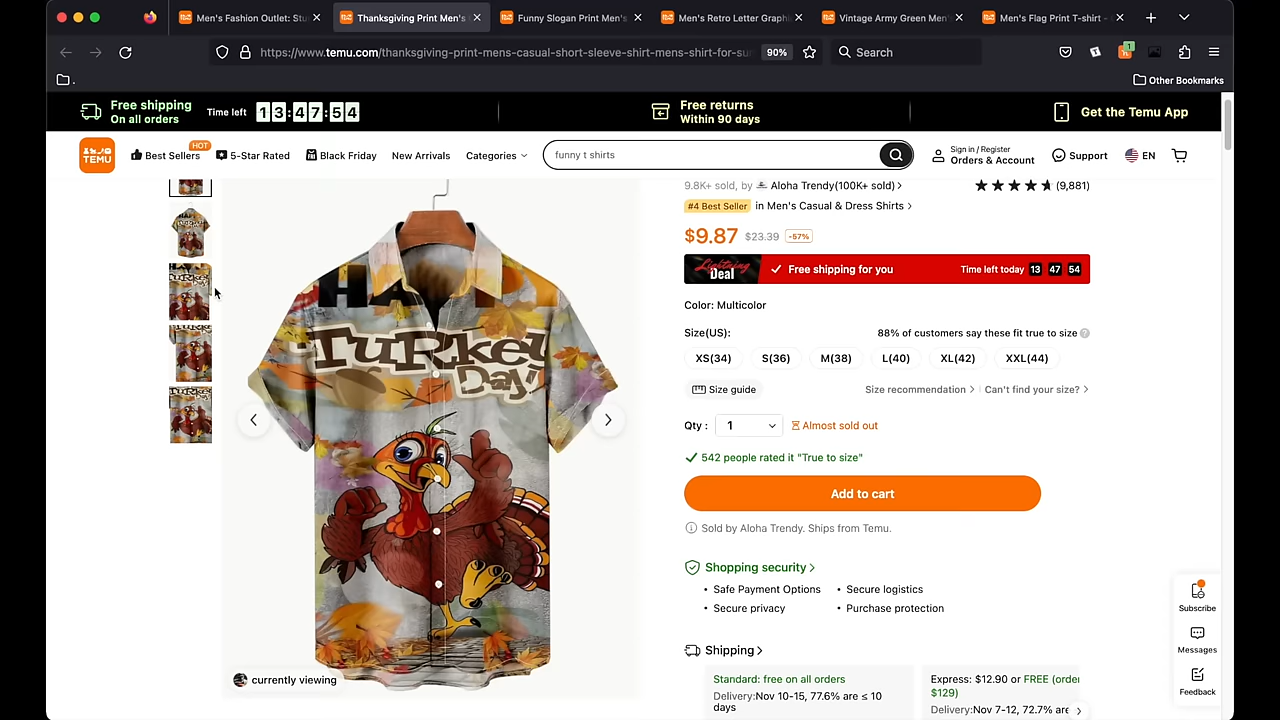 Men's Fashion Outlet: Stu
Thanksgiving Print Men's
Funny Slogan Print Men's
Men's Retro Letter Graph
Vintage Army Green Men'
Men's Flag Print T-shirt -
https://www.temu.com/thanksgiving-print-mens-casual-short-sleeve-shirt-mens-shirt-for-su
90%
Search
1
.
Other Bookmarks
Free shipping
On all orders
Time left
13:47:54
Free returns
Within 90 days
Get the Temu App
TEMU
Best Sellers
HOT
5-Star Rated
Black Friday
New Arrivals
Categories
funny t shirts
Sign in / Register
Orders & Account
Support
EN
9.8K+ sold, by Aloha Trendy(100K+ sold) >
(9,881)
#4 Best Seller in Men's Casual & Dress Shirts >
$9.87 $23.39 -57%
Lightning
Deal
Free shipping for you
Time left today 13 47 54
Color: Multicolor
Size(US):
88% of customers say these fit true to size ?
XS(34) S(36) M(38) L(40) XL(42) XXL(44)
Size guide
Size recommendation >
Can't find your size? >
Qty : 1
Almost sold out
542 people rated it "True to size"
Add to cart
Sold by Aloha Trendy. Ships from Temu.
Shopping security >
• Safe Payment Options
• Secure logistics
• Secure privacy
• Purchase protection
Shipping >
Standard: free on all orders
Delivery:Nov 10-15, 77.6% are ≤ 10
days
Express: $12.90 or FREE (order
$129)
Delivery:Nov 7-12, 72.7% are
Turkey
Day!
currently viewing
Subscribe
Messages
Feedback